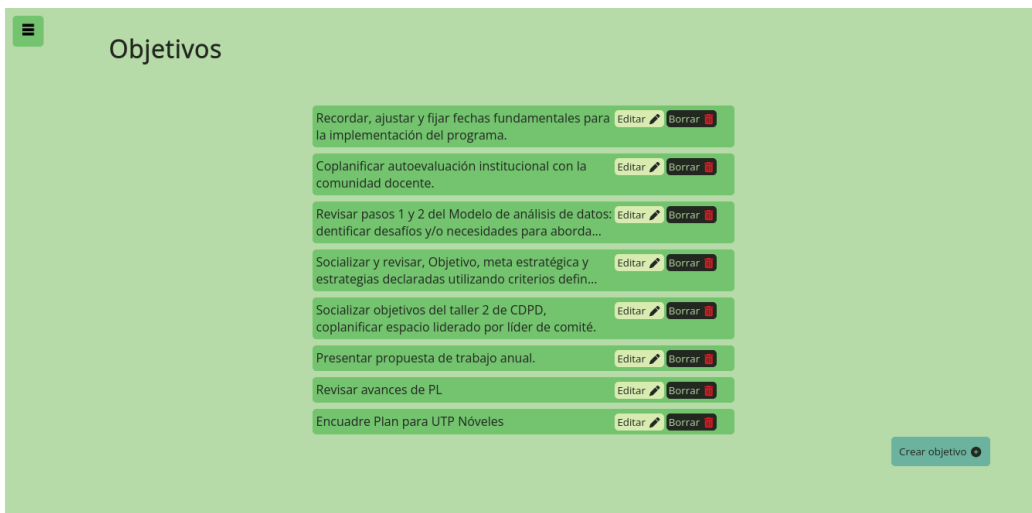 Objetivos
Recordar, ajustar y fijar fechas fundamentales para
la implementación del programa.
Editar
Borrar
Coplanificar autoevaluación institucional con la
comunidad docente.
Editar
Borrar
Revisar pasos 1 y 2 del Modelo de análisis de datos:
dentificar desafíos y/o necesidades para aborda...
Editar
Borrar
Socializar y revisar, Objetivo, meta estratégica y
estrategias declaradas utilizando criterios defin...
Editar
Borrar
Socializar objetivos del taller 2 de CDPD,
coplanificar espacio liderado por líder de comité.
Editar
Borrar
Presentar propuesta de trabajo anual.
Editar
Borrar
Revisar avances de PL
Editar
Borrar
Encuadre Plan para UTP Nóveles
Editar
Borrar
Crear objetivo